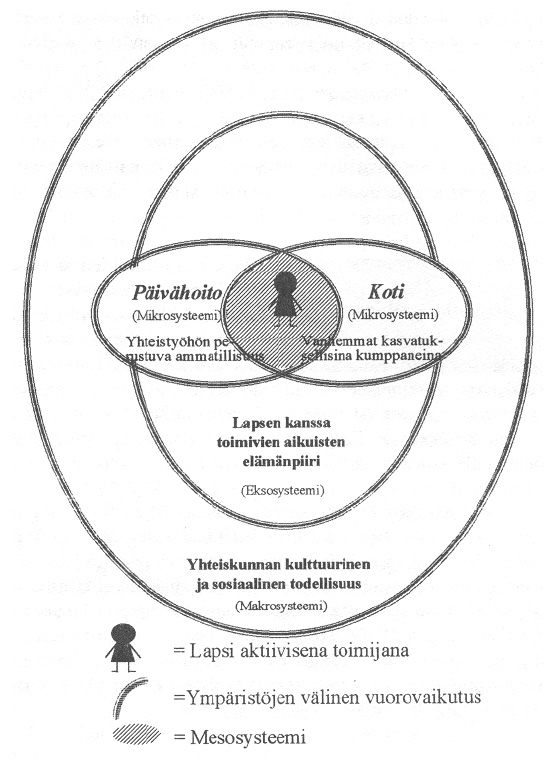 Päivähoito
(Mikrosysteemi)
Yhteistyöhön pe-
rustuva ammatillisuus
Koti
(Mikrosysteemi)
Vanhemmat kasvatuk-
sellisina kumppaneina
Lapsen kanssa
toimivien aikuisten
elämänpiiri
(Eksosysteemi)
Yhteiskunnan kulttuurinen
ja sosiaalinen todellisuus
(Makrosysteemi)
= Lapsi aktiivisena toimijana
=Ympäristöjen välinen vuorovaikutus
= Mesosysteemi